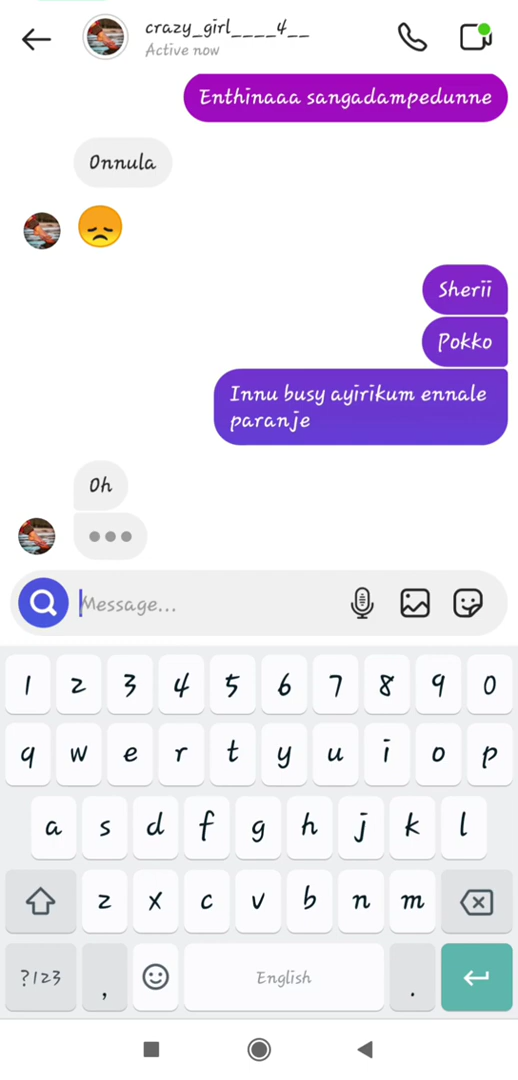 crazy_girl____4__
Active now
Enthinaaa sangadampedunne
Onnula
Sherii
Pokko
Innu busy ayirikum ennale
paranje
Oh
Message...
1 2 3 4 5 6 7 8 9 0
q w e r t y u i o p
a s d f g h j k l
z x c v b n m
?123 , English .